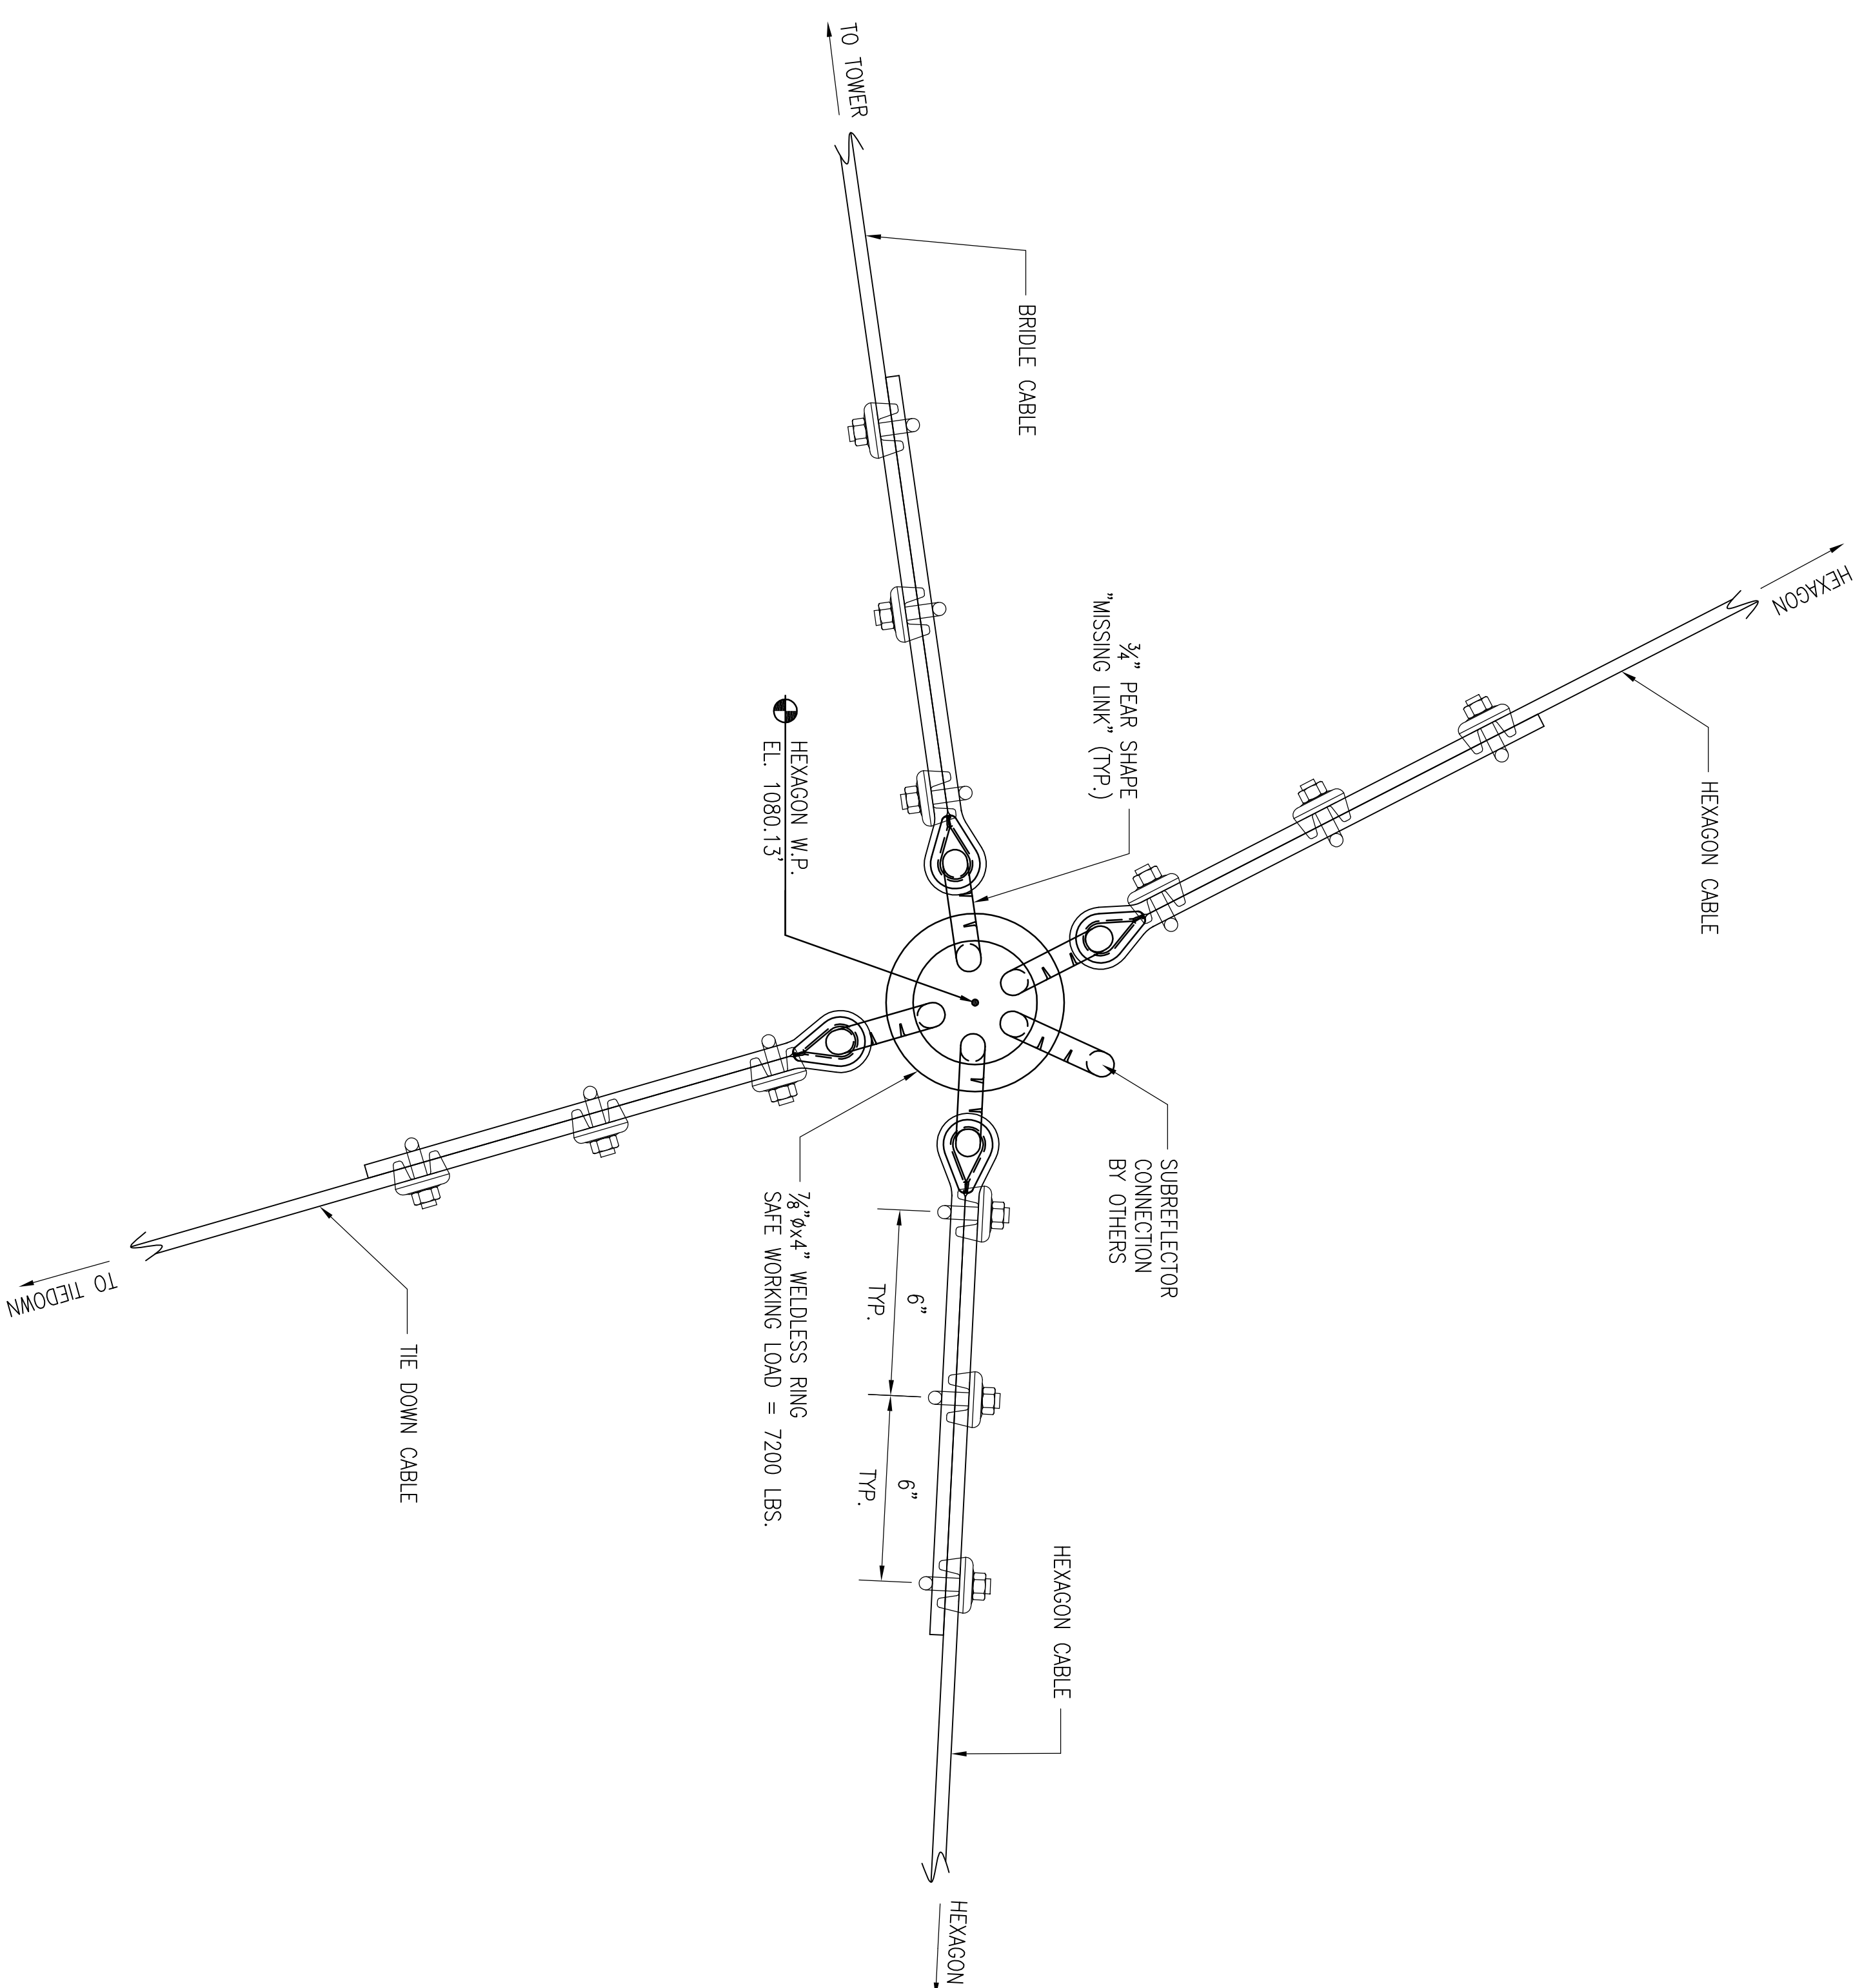 HEXAGON
HEXAGON CABLE
SUBREFLECTOR
CONNECTION
BY OTHERS
¾" PEAR SHAPE
"MISSING LINK" (TYP.)
HEXAGON CABLE
BRIDLE CABLE
HEXAGON
TO TOWER
6"
TYP.
6"
TYP.
HEXAGON W.P.
EL. 1080.13'
⅞"øx4" WELDLESS RING
SAFE WORKING LOAD = 7200 LBS.
TIE DOWN CABLE
TO TIEDOWN